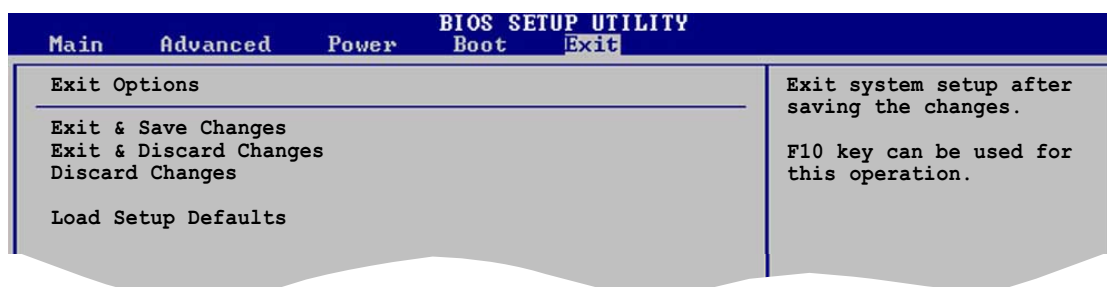 BIOS SETUP UTILITY
Main Advanced Power Boot Exit
Exit Options
Exit & Save Changes
Exit & Discard Changes
Discard Changes
Load Setup Defaults
Exit system setup after
saving the changes.
F10 key can be used for
this operation.